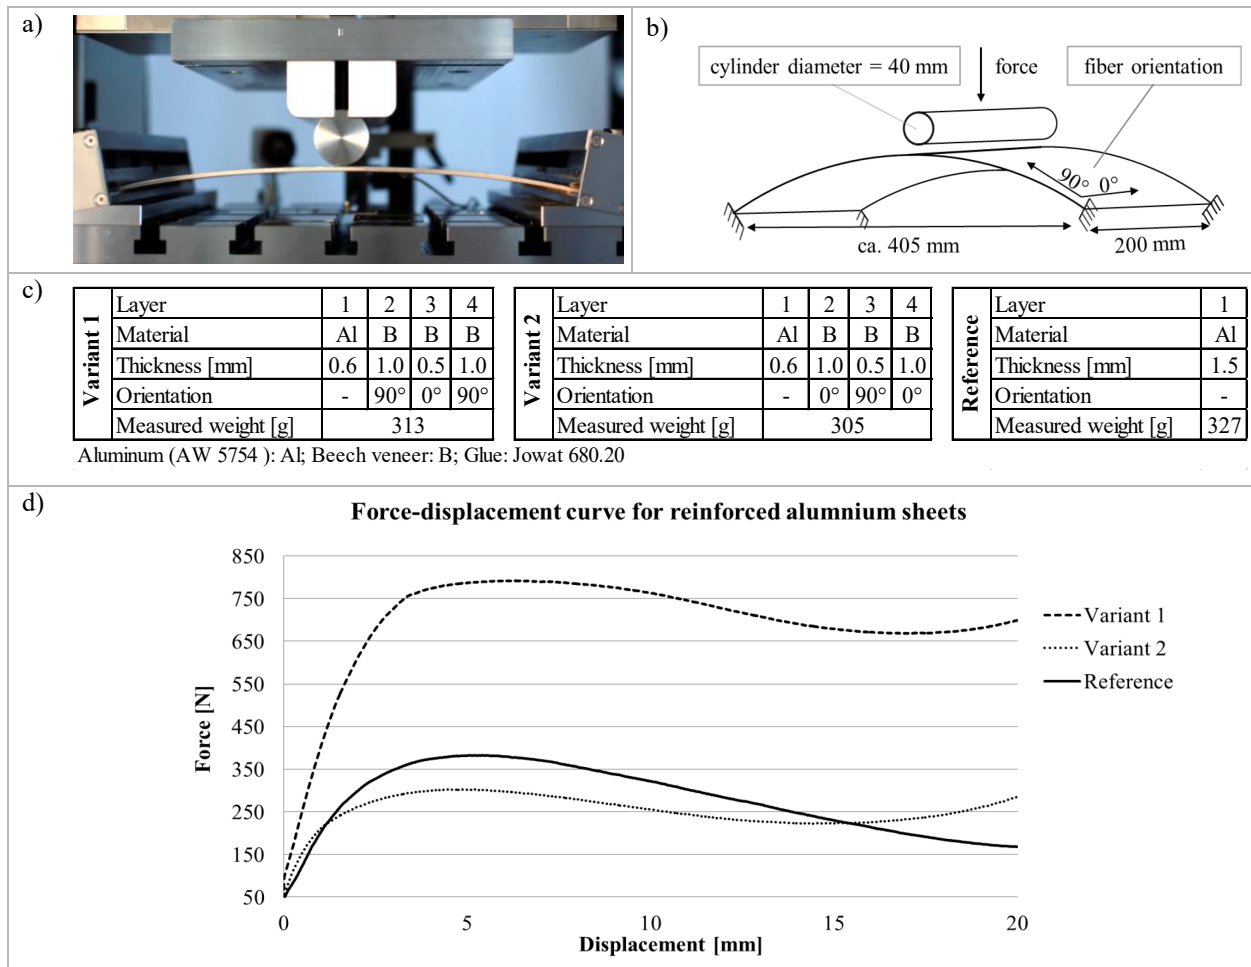 a)
b)
cylinder diameter = 40 mm
force
fiber orientation
90° 0°
ca. 405 mm
200 mm
c)
Variant 1
Layer 1 2 3 4
Material Al B B B
Thickness [mm] 0.6 1.0 0.5 1.0
Orientation - 90° 0° 90°
Measured weight [g] 313
Variant 2
Layer 1 2 3 4
Material Al B B B
Thickness [mm] 0.6 1.0 0.5 1.0
Orientation - 0° 90° 0°
Measured weight [g] 305
Reference
Layer 1
Material Al
Thickness [mm] 1.5
Orientation -
Measured weight [g] 327
Aluminum (AW 5754 ): Al; Beech veneer: B; Glue: Jowat 680.20
d)
Force-displacement curve for reinforced alumnium sheets
850
750
650
550
450
350
250
150
50
Force [N]
0 5 10 15 20
Displacement [mm]
Variant 1
Variant 2
Reference